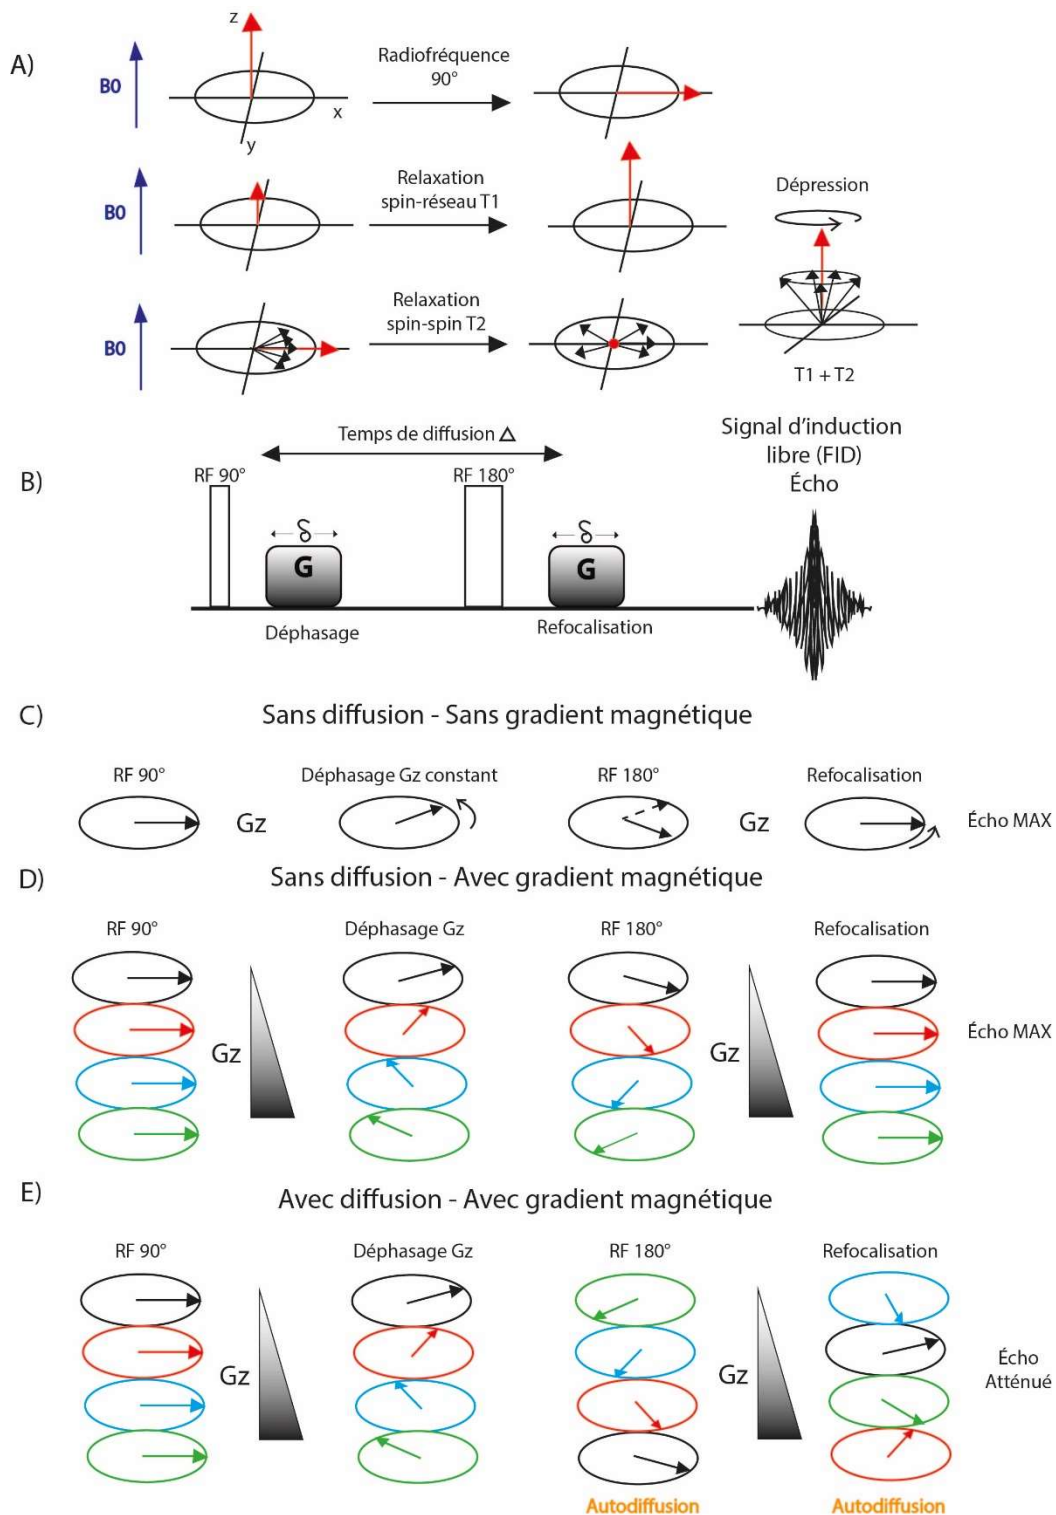 A)
z
B0
x
y
Radiofréquence
90°
B0
Relaxation
spin-réseau T1
Dépression
B0
Relaxation
spin-spin T2
T1 + T2
B)
Temps de diffusion Δ
Signal d'induction
libre (FID)
Écho
RF 90°
RF 180°
δ
δ
G
G
Déphasage
Refocalisation
C)
Sans diffusion - Sans gradient magnétique
RF 90°
Déphasage Gz constant
RF 180°
Refocalisation
Gz
Gz
Écho MAX
D)
Sans diffusion - Avec gradient magnétique
RF 90°
Déphasage Gz
RF 180°
Refocalisation
Gz
Gz
Écho MAX
E)
Avec diffusion - Avec gradient magnétique
RF 90°
Déphasage Gz
RF 180°
Refocalisation
Gz
Gz
Écho
Atténué
Autodiffusion
Autodiffusion